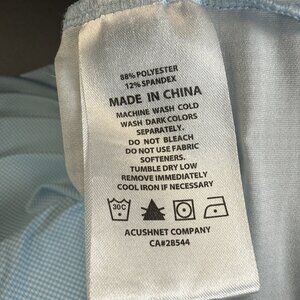 88% POLYESTER
12% SPANDEX
MADE IN CHINA
MACHINE WASH COLD
WASH DARK COLORS
SEPARATELY.
DO NOT BLEACH
DO NOT USE FABRIC
SOFTENERS.
TUMBLE DRY LOW
REMOVE IMMEDIATELY
COOL IRON IF NECESSARY
30C
ACUSHNET COMPANY
CA#28544